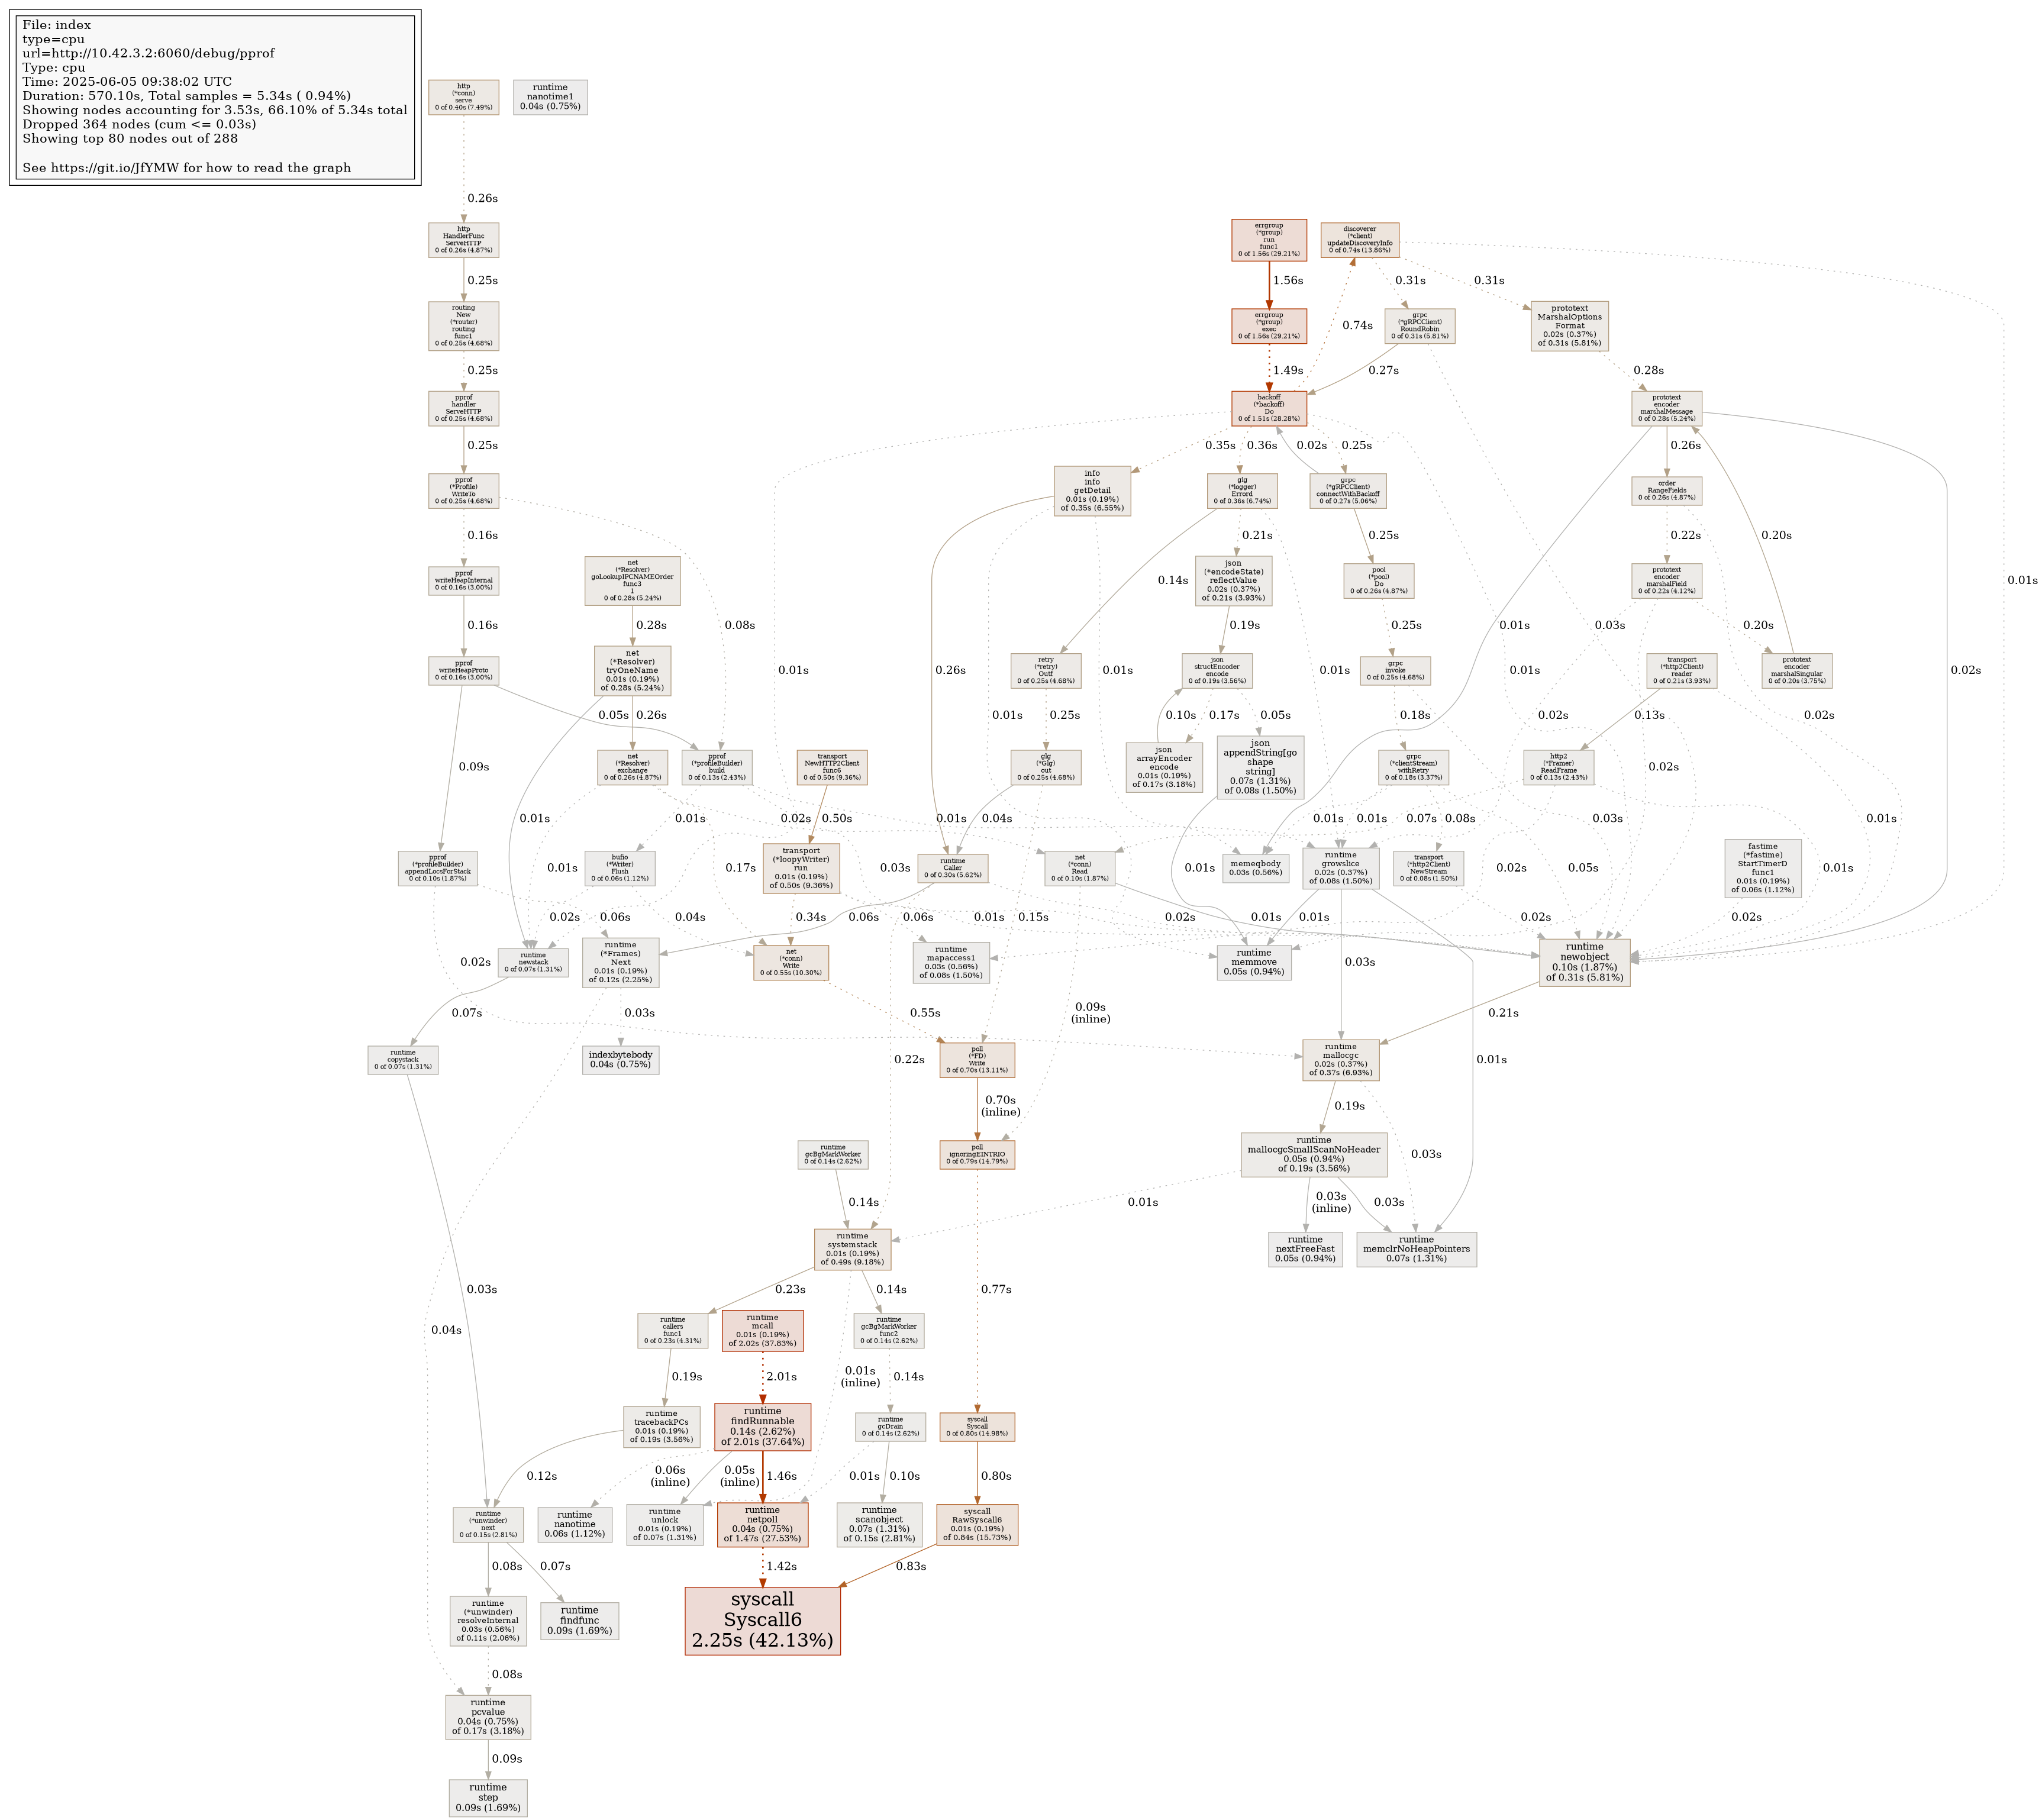 File: index
type=cpu
url=http://10.42.3.2:6060/debug/pprof
Type: cpu
Time: 2025-06-05 09:38:02 UTC
Duration: 570.10s, Total samples = 5.34s ( 0.94%)
Showing nodes accounting for 3.53s, 66.10% of 5.34s total
Dropped 364 nodes (cum <= 0.03s)
Showing top 80 nodes out of 288
See https://git.io/JfYMW for how to read the graph
http
(*conn)
serve
0 of 0.40s (7.49%)
runtime
nanotime1
0.04s (0.75%)
0.26s
http
HandlerFunc
ServeHTTP
0 of 0.26s (4.87%)
errgroup
(*group)
run
func1
0 of 1.56s (29.21%)
discoverer
(*client)
updateDiscoveryInfo
0 of 0.74s (13.86%)
0.25s
1.56s
0.31s
0.31s
routing
New
(*router)
routing
func1
0 of 0.25s (4.68%)
errgroup
(*group)
exec
0 of 1.56s (29.21%)
0.74s
grpc
(*gRPCClient)
RoundRobin
0 of 0.31s (5.81%)
prototext
MarshalOptions
Format
0.02s (0.37%)
of 0.31s (5.81%)
0.25s
1.49s
0.27s
0.28s
pprof
handler
ServeHTTP
0 of 0.25s (4.68%)
backoff
(*backoff)
Do
0 of 1.51s (28.28%)
prototext
encoder
marshalMessage
0 of 0.28s (5.24%)
0.25s
0.35s
0.36s
0.02s
0.25s
0.26s
pprof
(*Profile)
WriteTo
0 of 0.25s (4.68%)
info
info
getDetail
0.01s (0.19%)
of 0.35s (6.55%)
glg
(*logger)
Errord
0 of 0.36s (6.74%)
grpc
(*gRPCClient)
connectWithBackoff
0 of 0.27s (5.06%)
order
RangeFields
0 of 0.26s (4.87%)
0.16s
0.21s
0.25s
0.22s
0.20s
pprof
writeHeapInternal
0 of 0.16s (3.00%)
net
(*Resolver)
goLookupIPCNAMEOrder
func3
1
0 of 0.28s (5.24%)
json
(*encodeState)
reflectValue
0.02s (0.37%)
of 0.21s (3.93%)
pool
(*pool)
Do
0 of 0.26s (4.87%)
prototext
encoder
marshalField
0 of 0.22s (4.12%)
0.14s
0.01s
0.16s
0.28s
0.08s
0.19s
0.25s
0.01s
0.03s
0.20s
pprof
writeHeapProto
0 of 0.16s (3.00%)
net
(*Resolver)
tryOneName
0.01s (0.19%)
of 0.28s (5.24%)
0.01s
0.26s
0.01s
retry
(*retry)
Outf
0 of 0.25s (4.68%)
json
structEncoder
encode
0 of 0.19s (3.56%)
0.01s
grpc
invoke
0 of 0.25s (4.68%)
0.01s
transport
(*http2Client)
reader
0 of 0.21s (3.93%)
prototext
encoder
marshalSingular
0 of 0.20s (3.75%)
0.02s
0.05s
0.26s
0.01s
0.25s
0.10s
0.17s
0.05s
0.18s
0.02s
0.13s
0.02s
0.09s
net
(*Resolver)
exchange
0 of 0.26s (4.87%)
pprof
(*profileBuilder)
build
0 of 0.13s (2.43%)
transport
NewHTTP2Client
func6
0 of 0.50s (9.36%)
glg
(*Glg)
out
0 of 0.25s (4.68%)
json
arrayEncoder
encode
0.01s (0.19%)
of 0.17s (3.18%)
json
appendString[go
shape
string]
0.07s (1.31%)
of 0.08s (1.50%)
grpc
(*clientStream)
withRetry
0 of 0.18s (3.37%)
0.02s
http2
(*Framer)
ReadFrame
0 of 0.13s (2.43%)
0.01s
0.01s
0.02s
0.50s
0.01s
0.04s
0.01s
0.01s
0.07s
0.08s
0.03s
0.01s
pprof
(*profileBuilder)
appendLocsForStack
0 of 0.10s (1.87%)
0.01s
bufio
(*Writer)
Flush
0 of 0.06s (1.12%)
0.17s
transport
(*loopyWriter)
run
0.01s (0.19%)
of 0.50s (9.36%)
0.03s
runtime
Caller
0 of 0.30s (5.62%)
net
(*conn)
Read
0 of 0.10s (1.87%)
0.01s
memeqbody
0.03s (0.56%)
runtime
growslice
0.02s (0.37%)
of 0.08s (1.50%)
transport
(*http2Client)
NewStream
0 of 0.08s (1.50%)
0.02s
0.05s
0.01s
fastime
(*fastime)
StartTimerD
func1
0.01s (0.19%)
of 0.06s (1.12%)
0.02s
0.06s
0.04s
0.34s
0.06s
0.06s
0.01s
0.15s
0.02s
0.01s
0.01s
0.02s
0.02s
runtime
newstack
0 of 0.07s (1.31%)
0.02s
runtime
(*Frames)
Next
0.01s (0.19%)
of 0.12s (2.25%)
net
(*conn)
Write
0 of 0.55s (10.30%)
runtime
mapaccess1
0.03s (0.56%)
of 0.08s (1.50%)
runtime
memmove
0.05s (0.94%)
0.03s
runtime
newobject
0.10s (1.87%)
of 0.31s (5.81%)
0.07s
0.03s
0.55s
0.09s
(inline)
0.21s
runtime
copystack
0 of 0.07s (1.31%)
indexbytebody
0.04s (0.75%)
0.22s
poll
(*FD)
Write
0 of 0.70s (13.11%)
runtime
mallocgc
0.02s (0.37%)
of 0.37s (6.93%)
0.01s
0.70s
(inline)
0.19s
runtime
gcBgMarkWorker
0 of 0.14s (2.62%)
poll
ignoringEINTRIO
0 of 0.79s (14.79%)
runtime
mallocgcSmallScanNoHeader
0.05s (0.94%)
of 0.19s (3.56%)
0.03s
0.14s
0.01s
0.03s
(inline)
0.03s
runtime
systemstack
0.01s (0.19%)
of 0.49s (9.18%)
runtime
nextFreeFast
0.05s (0.94%)
runtime
memclrNoHeapPointers
0.07s (1.31%)
0.03s
0.23s
0.14s
0.77s
0.04s
runtime
callers
func1
0 of 0.23s (4.31%)
runtime
mcall
0.01s (0.19%)
of 2.02s (37.83%)
runtime
gcBgMarkWorker
func2
0 of 0.14s (2.62%)
0.19s
2.01s
0.01s
(inline)
0.14s
runtime
tracebackPCs
0.01s (0.19%)
of 0.19s (3.56%)
runtime
findRunnable
0.14s (2.62%)
of 2.01s (37.64%)
runtime
gcDrain
0 of 0.14s (2.62%)
syscall
Syscall
0 of 0.80s (14.98%)
0.12s
0.06s
(inline)
0.05s
(inline)
1.46s
0.01s
0.10s
0.80s
runtime
(*unwinder)
next
0 of 0.15s (2.81%)
runtime
nanotime
0.06s (1.12%)
runtime
unlock
0.01s (0.19%)
of 0.07s (1.31%)
runtime
netpoll
0.04s (0.75%)
of 1.47s (27.53%)
runtime
scanobject
0.07s (1.31%)
of 0.15s (2.81%)
syscall
RawSyscall6
0.01s (0.19%)
of 0.84s (15.73%)
0.08s
0.07s
1.42s
0.83s
runtime
(*unwinder)
resolveInternal
0.03s (0.56%)
of 0.11s (2.06%)
runtime
findfunc
0.09s (1.69%)
syscall
Syscall6
2.25s (42.13%)
0.08s
runtime
pcvalue
0.04s (0.75%)
of 0.17s (3.18%)
0.09s
runtime
step
0.09s (1.69%)